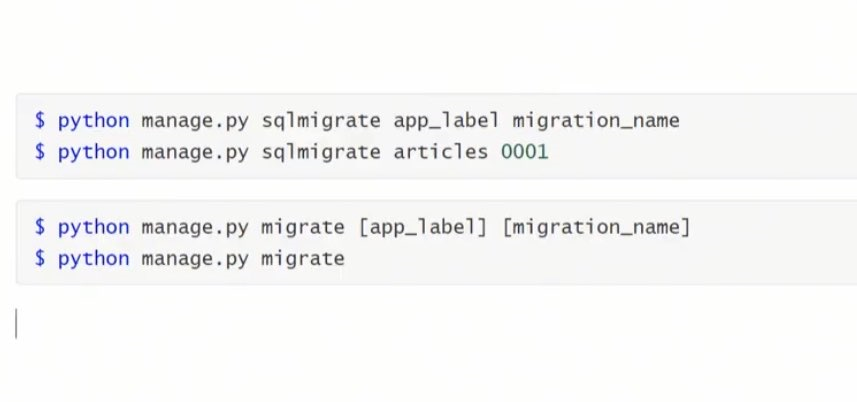 $ python manage.py sqlmigrate app_label migration_name
$ python manage.py sqlmigrate articles 0001
$ python manage.py migrate [app_label] [migration_name]
$ python manage.py migrate